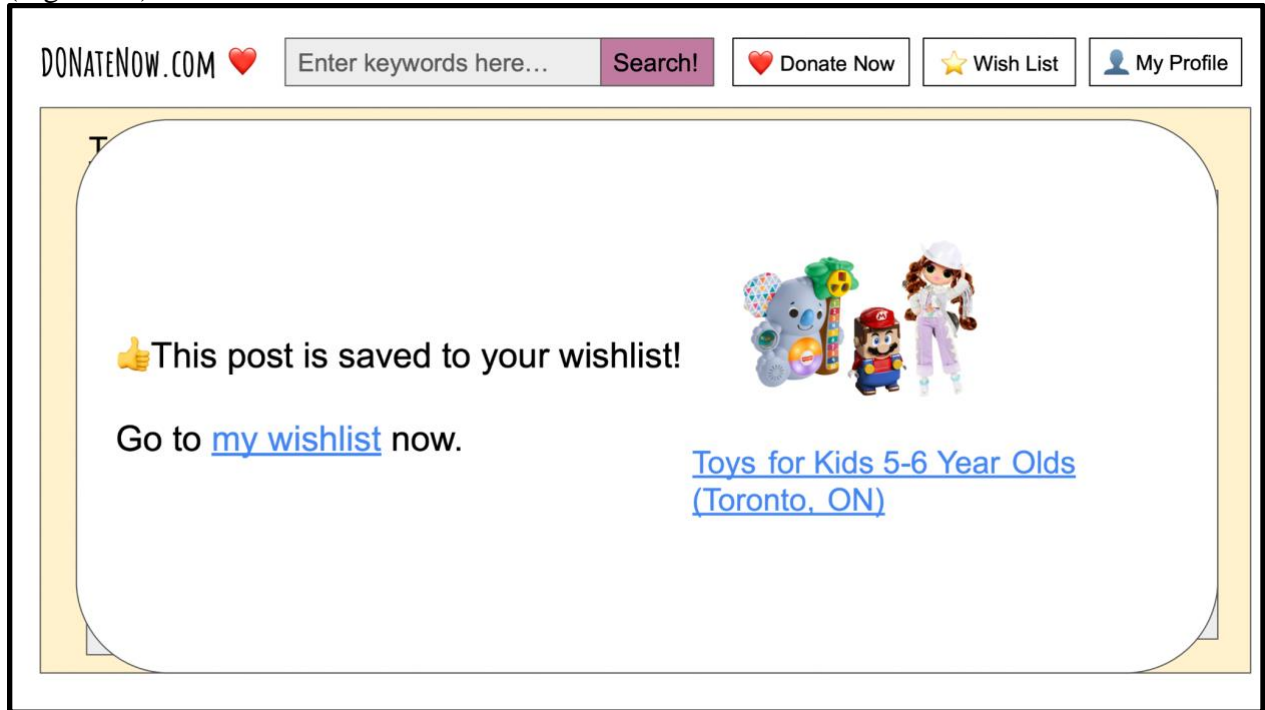 DONATENOW.COM ❤️ Enter keywords here... Search! ❤️ Donate Now ⭐ Wish List 👤 My Profile
👍This post is saved to your wishlist!
Go to my wishlist now.
Toys for Kids 5-6 Year Olds
(Toronto, ON)